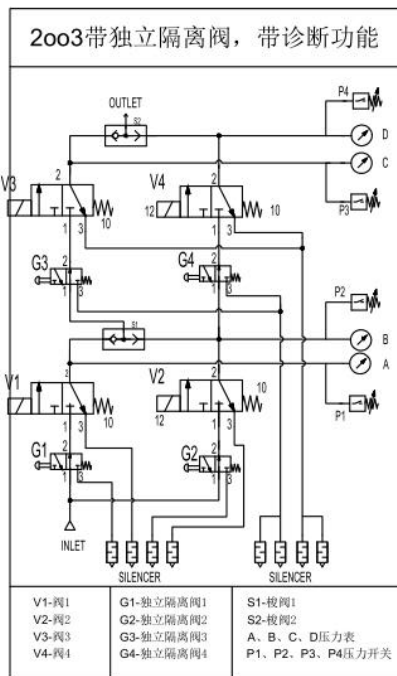 2oo3带独立隔离阀，带诊断功能
P4
OUTLET
S2
D
C
V3
2
V4
2
P3
12
10
10
1
3
1
3
G3
2
G4
2
1
3
1
3
P2
S1
B
A
V1
2
V2
2
10
P1
12
10
1
3
1
3
G1
2
G2
2
1
3
1
3
INLET
SILENCER
SILENCER
V1-阀1
G1-独立隔离阀1
S1-梭阀1
V2-阀2
G2-独立隔离阀2
S2-梭阀2
V3-阀3
G3-独立隔离阀3
A、B、C、D压力表
V4-阀4
G4-独立隔离阀4
P1、P2、P3、P4压力开关